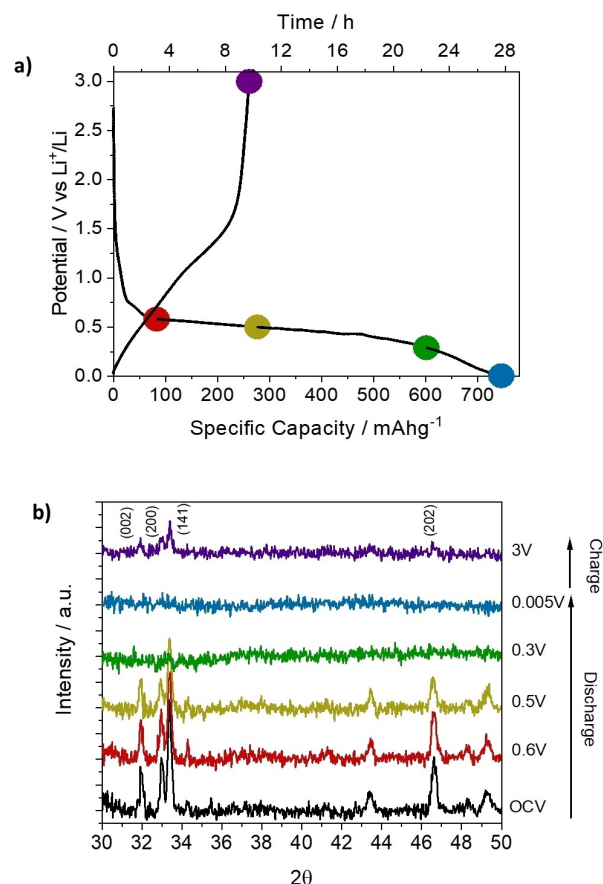 Time / h
0 4 8 12 16 20 24 28
a)
3.0
2.5
2.0
1.5
1.0
0.5
0.0
Potential / V vs Li⁺/Li
0 100 200 300 400 500 600 700
Specific Capacity / mAhg⁻¹
b)
(002) (200) (141) (202)
3V
0.005V
0.3V
0.5V
0.6V
OCV
Charge
Discharge
Intensity / a.u.
30 32 34 36 38 40 42 44 46 48 50
2θ